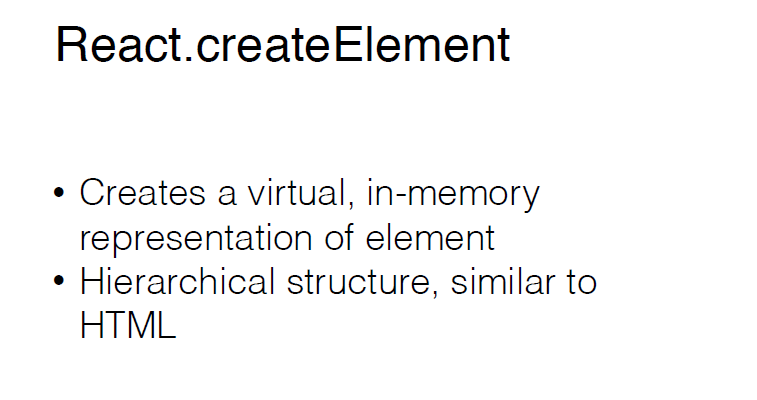 React.createElement
• Creates a virtual, in-memory
representation of element
• Hierarchical structure, similar to
HTML